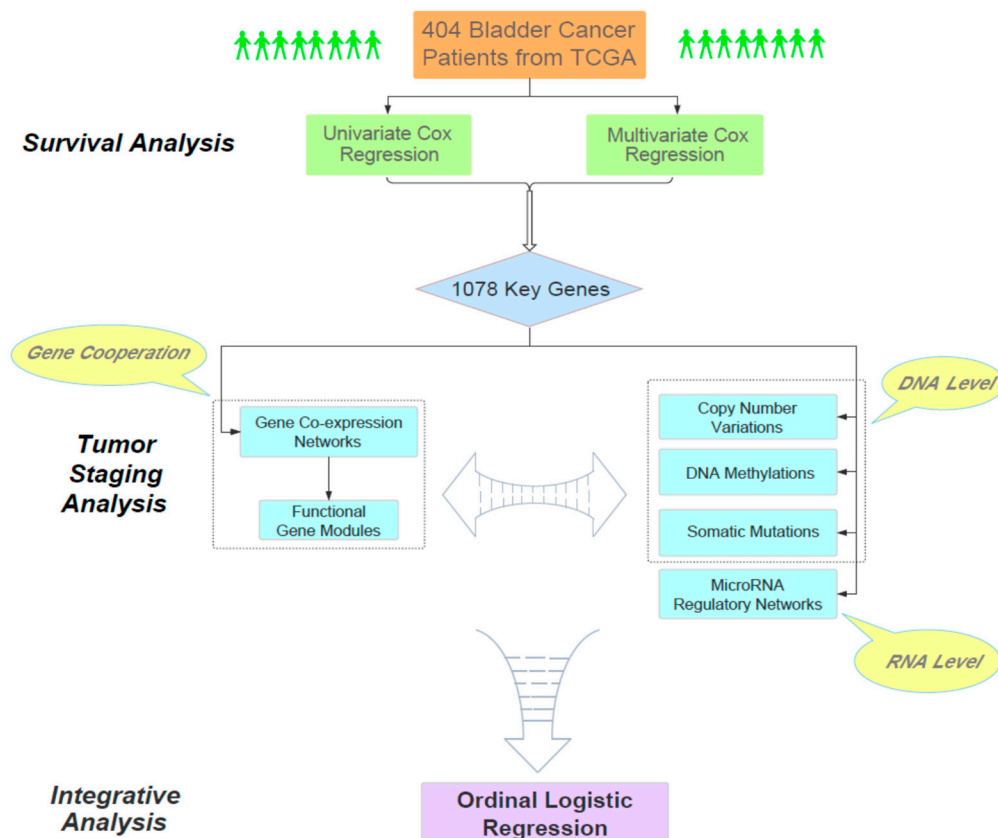 404 Bladder Cancer
Patients from TCGA
Survival Analysis
Univariate Cox
Regression
Multivariate Cox
Regression
1078 Key Genes
Gene Cooperation
DNA Level
Tumor
Staging
Analysis
Gene Co-expression
Networks
Functional
Gene Modules
Copy Number
Variations
DNA Methylations
Somatic Mutations
MicroRNA
Regulatory Networks
RNA Level
Integrative
Analysis
Ordinal Logistic
Regression